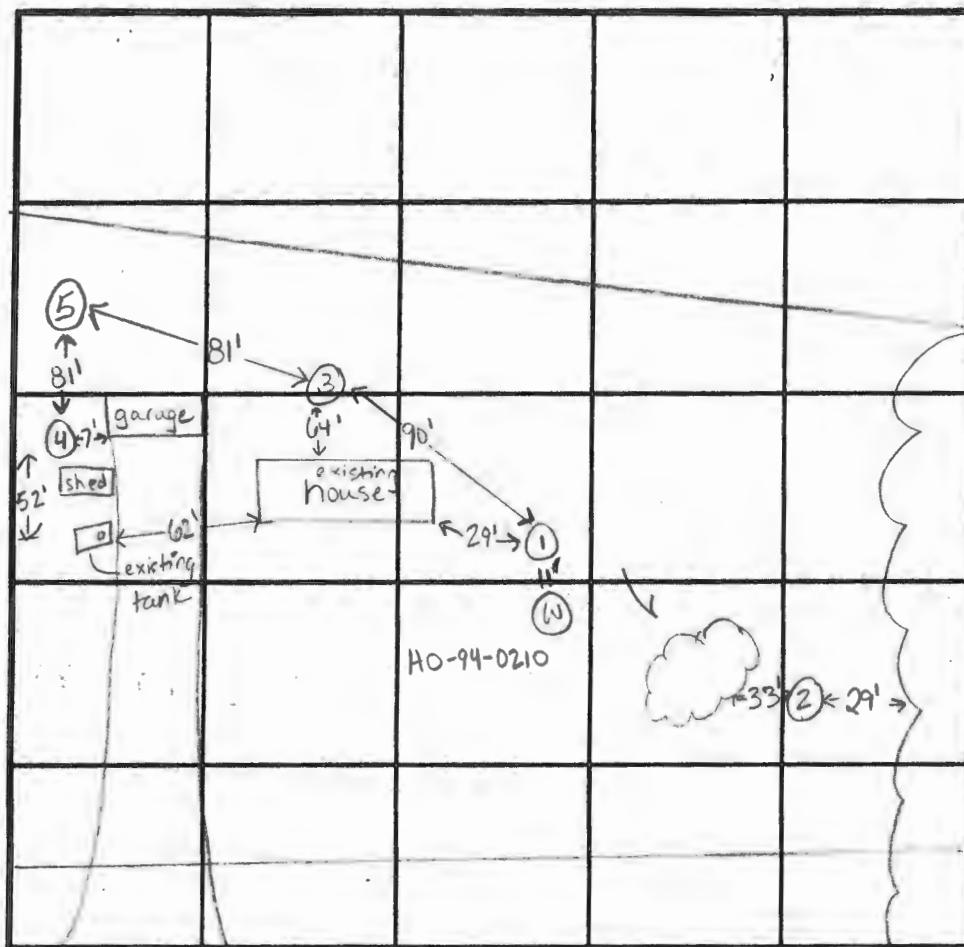 5
81'
81'
3
garage
4
7'
64'
90'
shed
existing
house
52'
62'
29'
1
existing
tank
11'
W
HO-94-0210
33'
2
29'